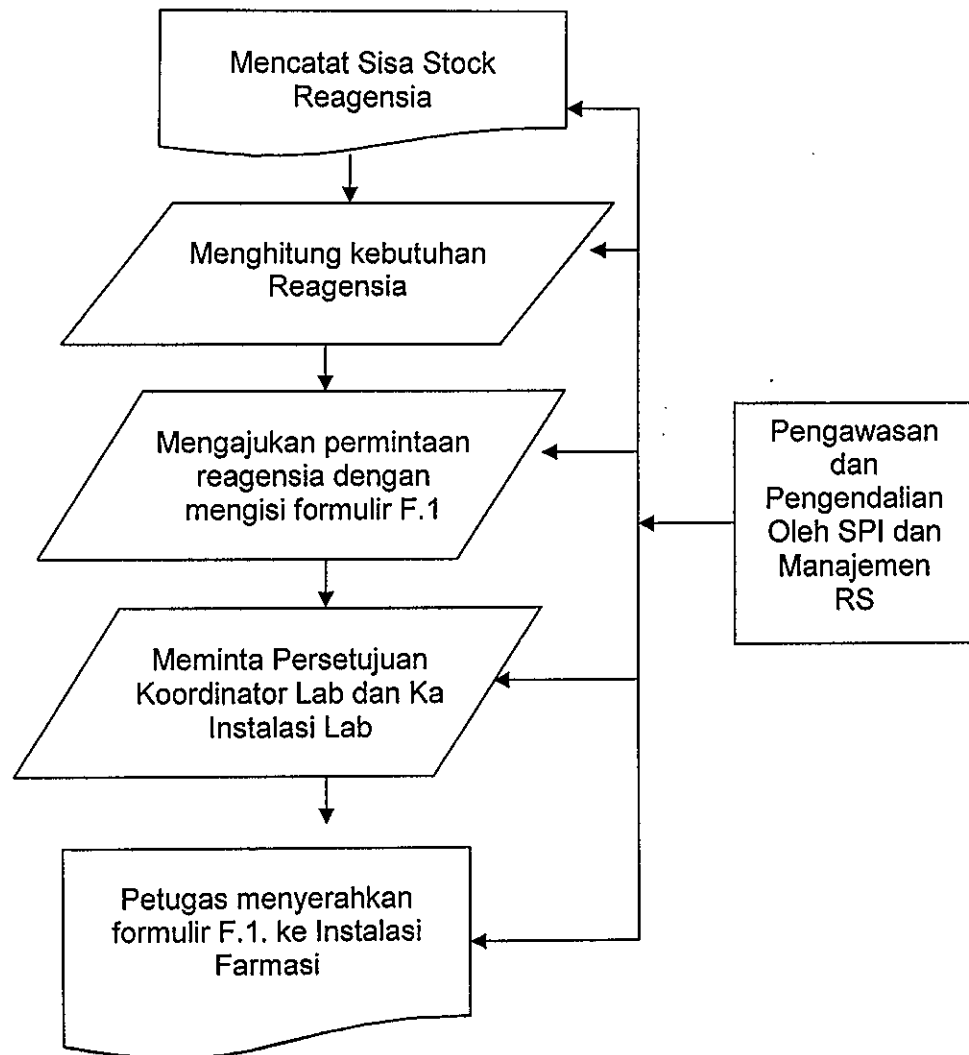 Mencatat Sisa Stock
Reagensia
Menghitung kebutuhan
Reagensia
Mengajukan permintaan
reagensia dengan
mengisi formulir F.1
Meminta Persetujuan
Koordinator Lab dan Ka
Instalasi Lab
Petugas menyerahkan
formulir F.1. ke Instalasi
Farmasi
Pengawasan
dan
Pengendalian
Oleh SPI dan
Manajemen
RS